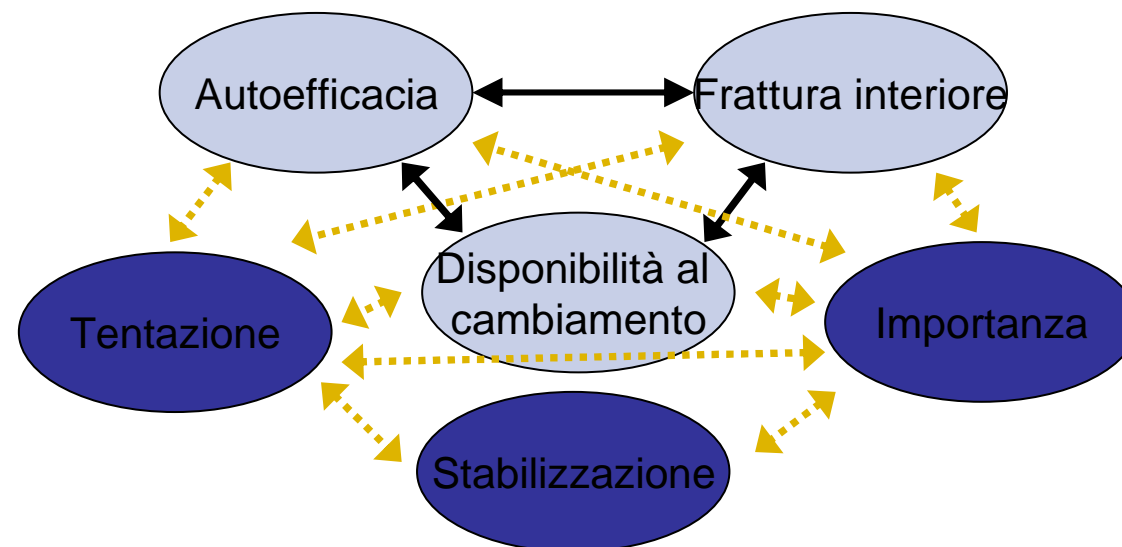 Autoefficacia
Frattura interiore
Disponibilità al
cambiamento
Tentazione
Importanza
Stabilizzazione